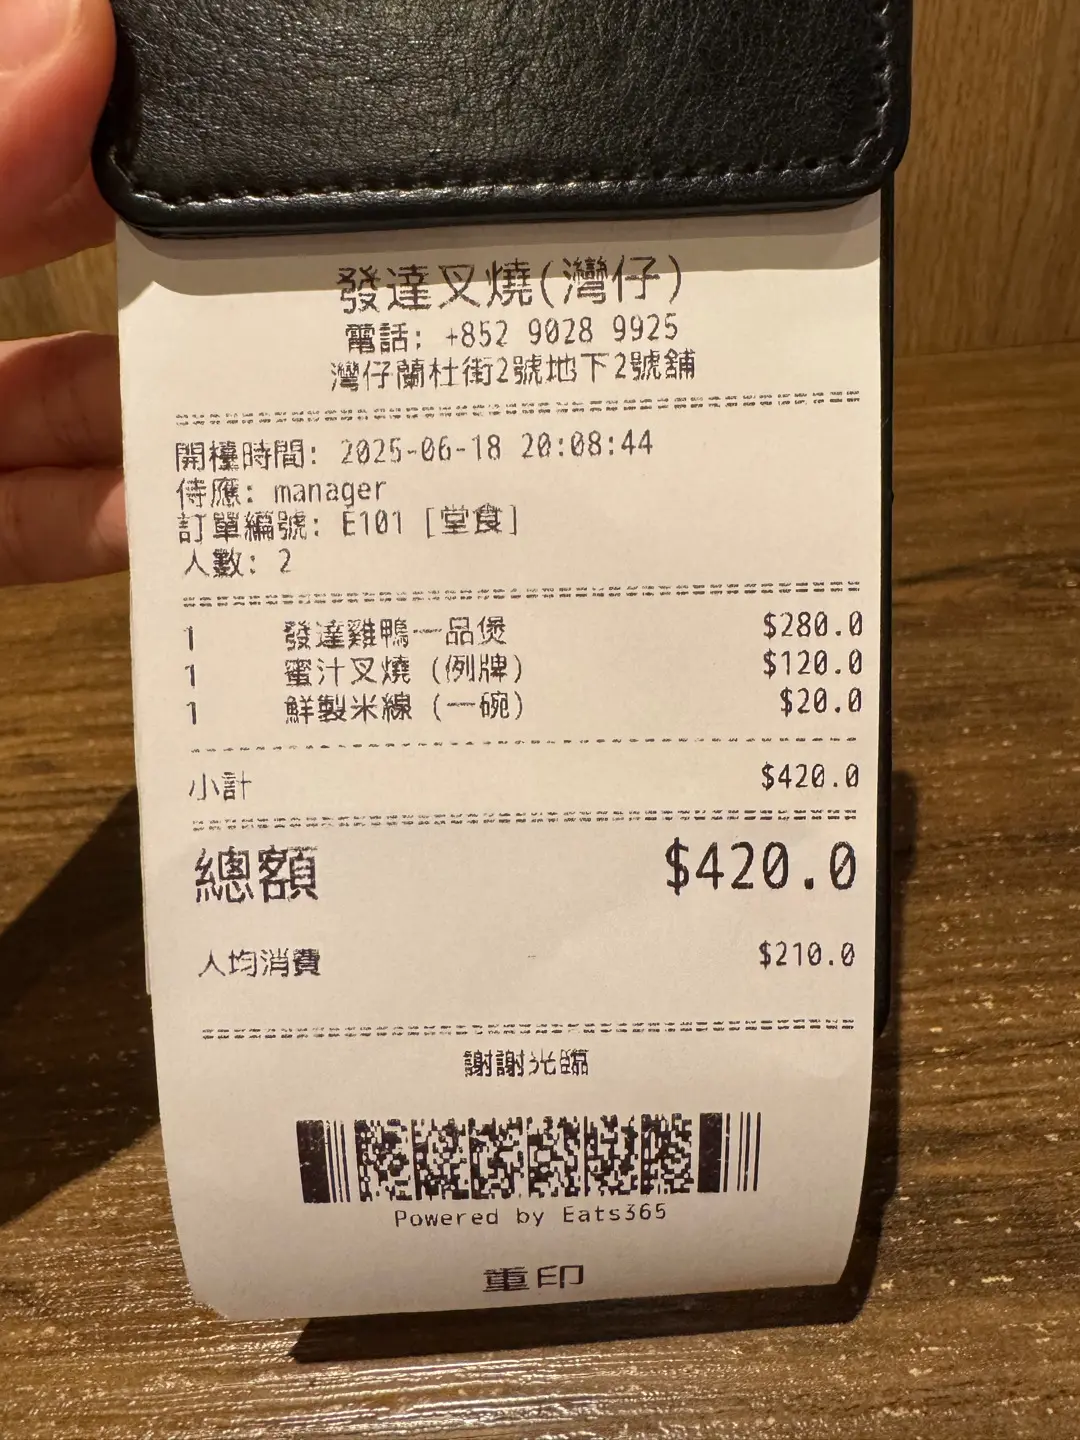 發達叉燒(灣仔)
電話: +852 9028 9925
灣仔蘭杜街2號地下2號舖
開檯時間: 2025-06-18 20:08:44
侍應: manager
訂單編號: E101 [堂食]
人數: 2
1 發達雞鴨一品煲 $280.0
1 蜜汁叉燒 (例牌) $120.0
1 鮮製米線 (一碗) $20.0
小計 $420.0
總額 $420.0
人均消費 $210.0
謝謝光臨
Powered by Eats365
重印